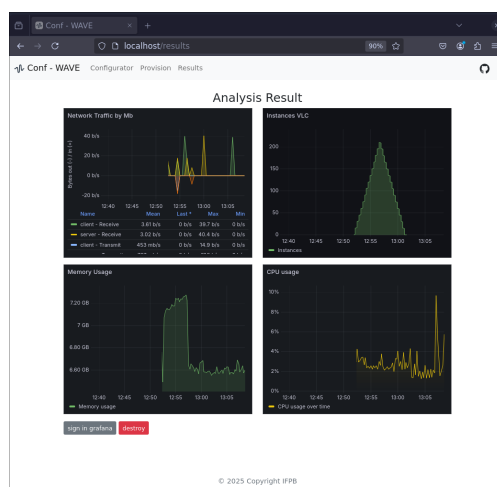 Conf - WAVE
localhost/results
90%
Conf - WAVE Configurator Provision Results
Analysis Result
Network Traffic by Mb
Bytes out (-) / in (+)
40 b/s
20 b/s
0 b/s
-20 b/s
12:40 12:45 12:50 12:55 13:00 13:05
Name Mean Last * Max Min
client - Receive 3.61 b/s 0 b/s 39.7 b/s 0 b/s
server - Receive 3.02 b/s 0 b/s 40.4 b/s 0 b/s
client - Transmit 453 mb/s 0 b/s 14.9 b/s 0 b/s
Instances VLC
200
150
100
50
0
12:40 12:45 12:50 12:55 13:00 13:05
Instances
Memory Usage
7.20 GB
7 GB
6.80 GB
6.60 GB
12:40 12:45 12:50 12:55 13:00 13:05
Memory usage
CPU usage
10%
8%
6%
4%
2%
0%
12:40 12:45 12:50 12:55 13:00 13:05
CPU usage over time
sign in grafana destroy
© 2025 Copyright IFPB